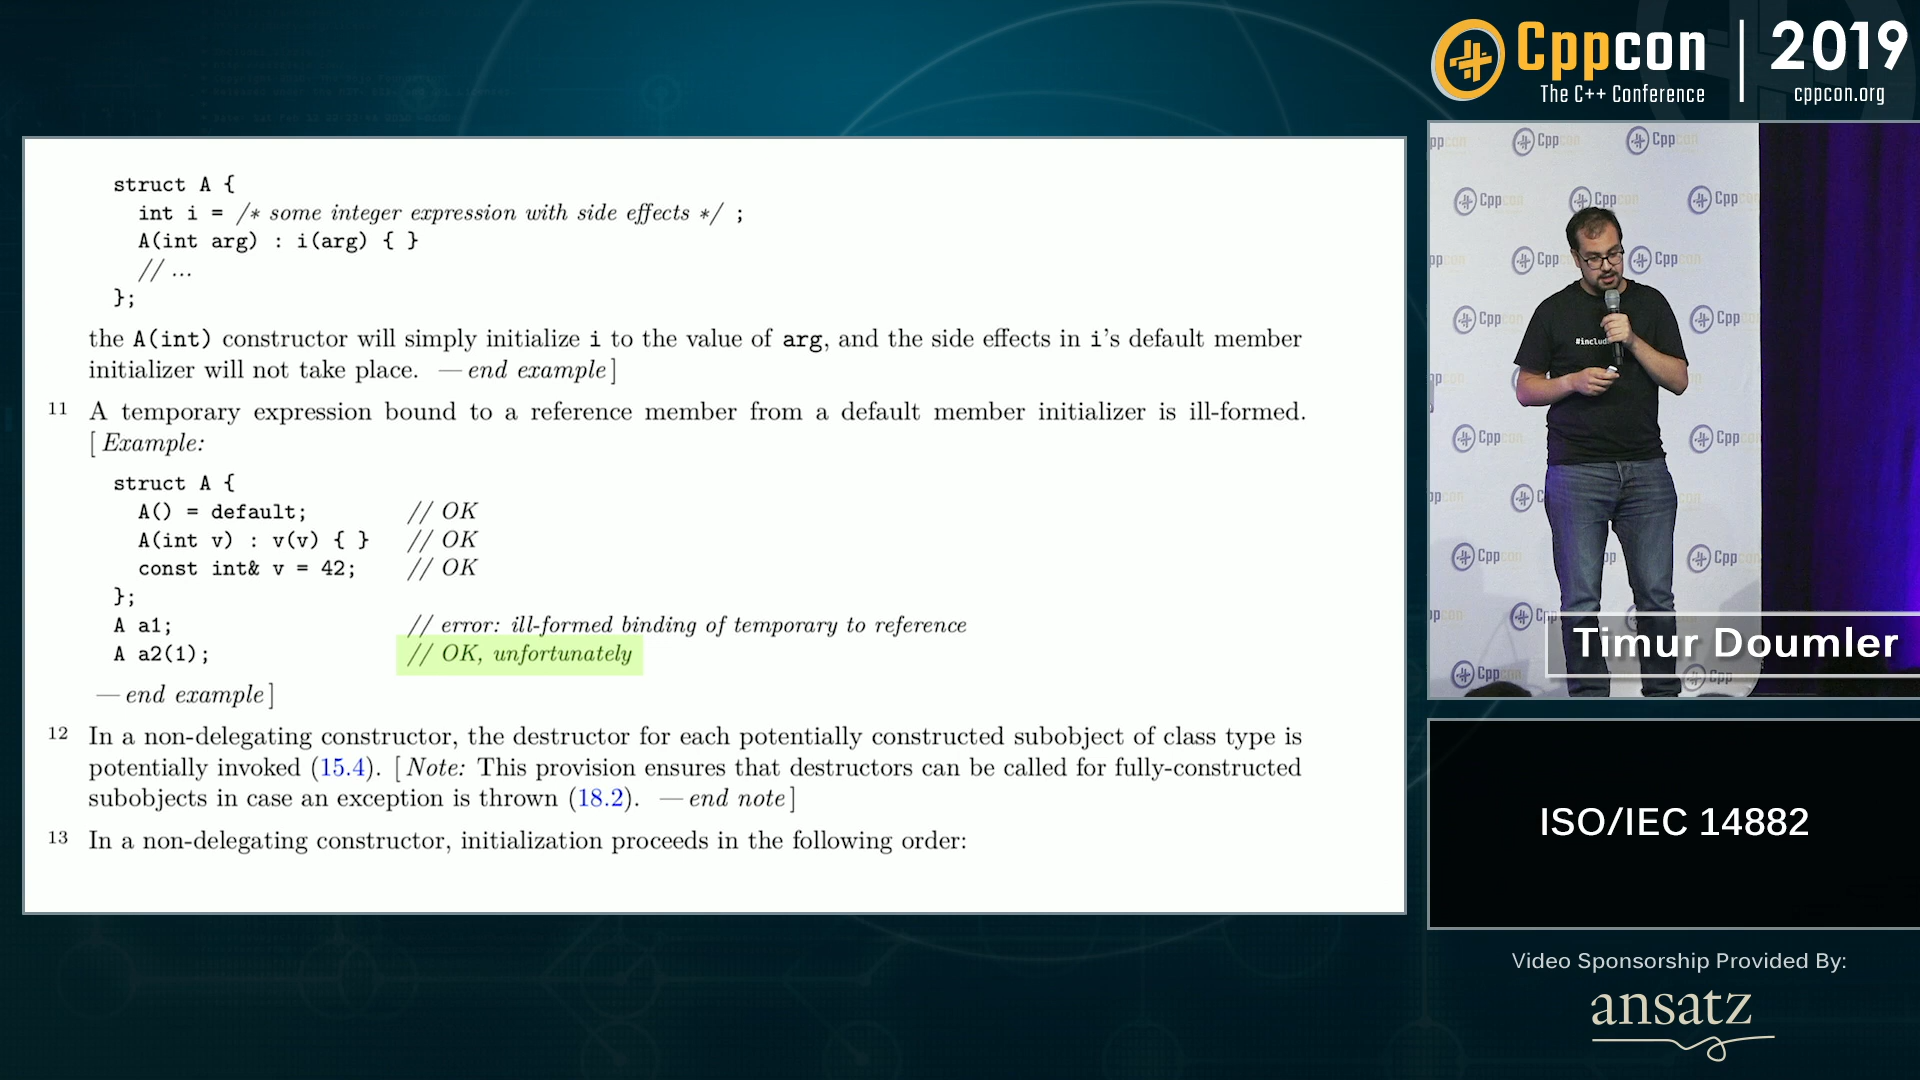 Cppcon
The C++ Conference
2019
cppcon.org
struct A {
int i = /* some integer expression with side effects */ ;
A(int arg) : i(arg) { }
// ...
};
the A(int) constructor will simply initialize i to the value of arg, and the side effects in i's default member
initializer will not take place. — end example ]
11 A temporary expression bound to a reference member from a default member initializer is ill-formed.
[ Example:
struct A {
A() = default; // OK
A(int v) : v(v) { } // OK
const int& v = 42; // OK
};
A a1; // error: ill-formed binding of temporary to reference
A a2(1); // OK, unfortunately
— end example ]
12 In a non-delegating constructor, the destructor for each potentially constructed subobject of class type is
potentially invoked (15.4). [ Note: This provision ensures that destructors can be called for fully-constructed
subobjects in case an exception is thrown (18.2). — end note ]
13 In a non-delegating constructor, initialization proceeds in the following order:
Timur Doumler
ISO/IEC 14882
Video Sponsorship Provided By:
ansatz